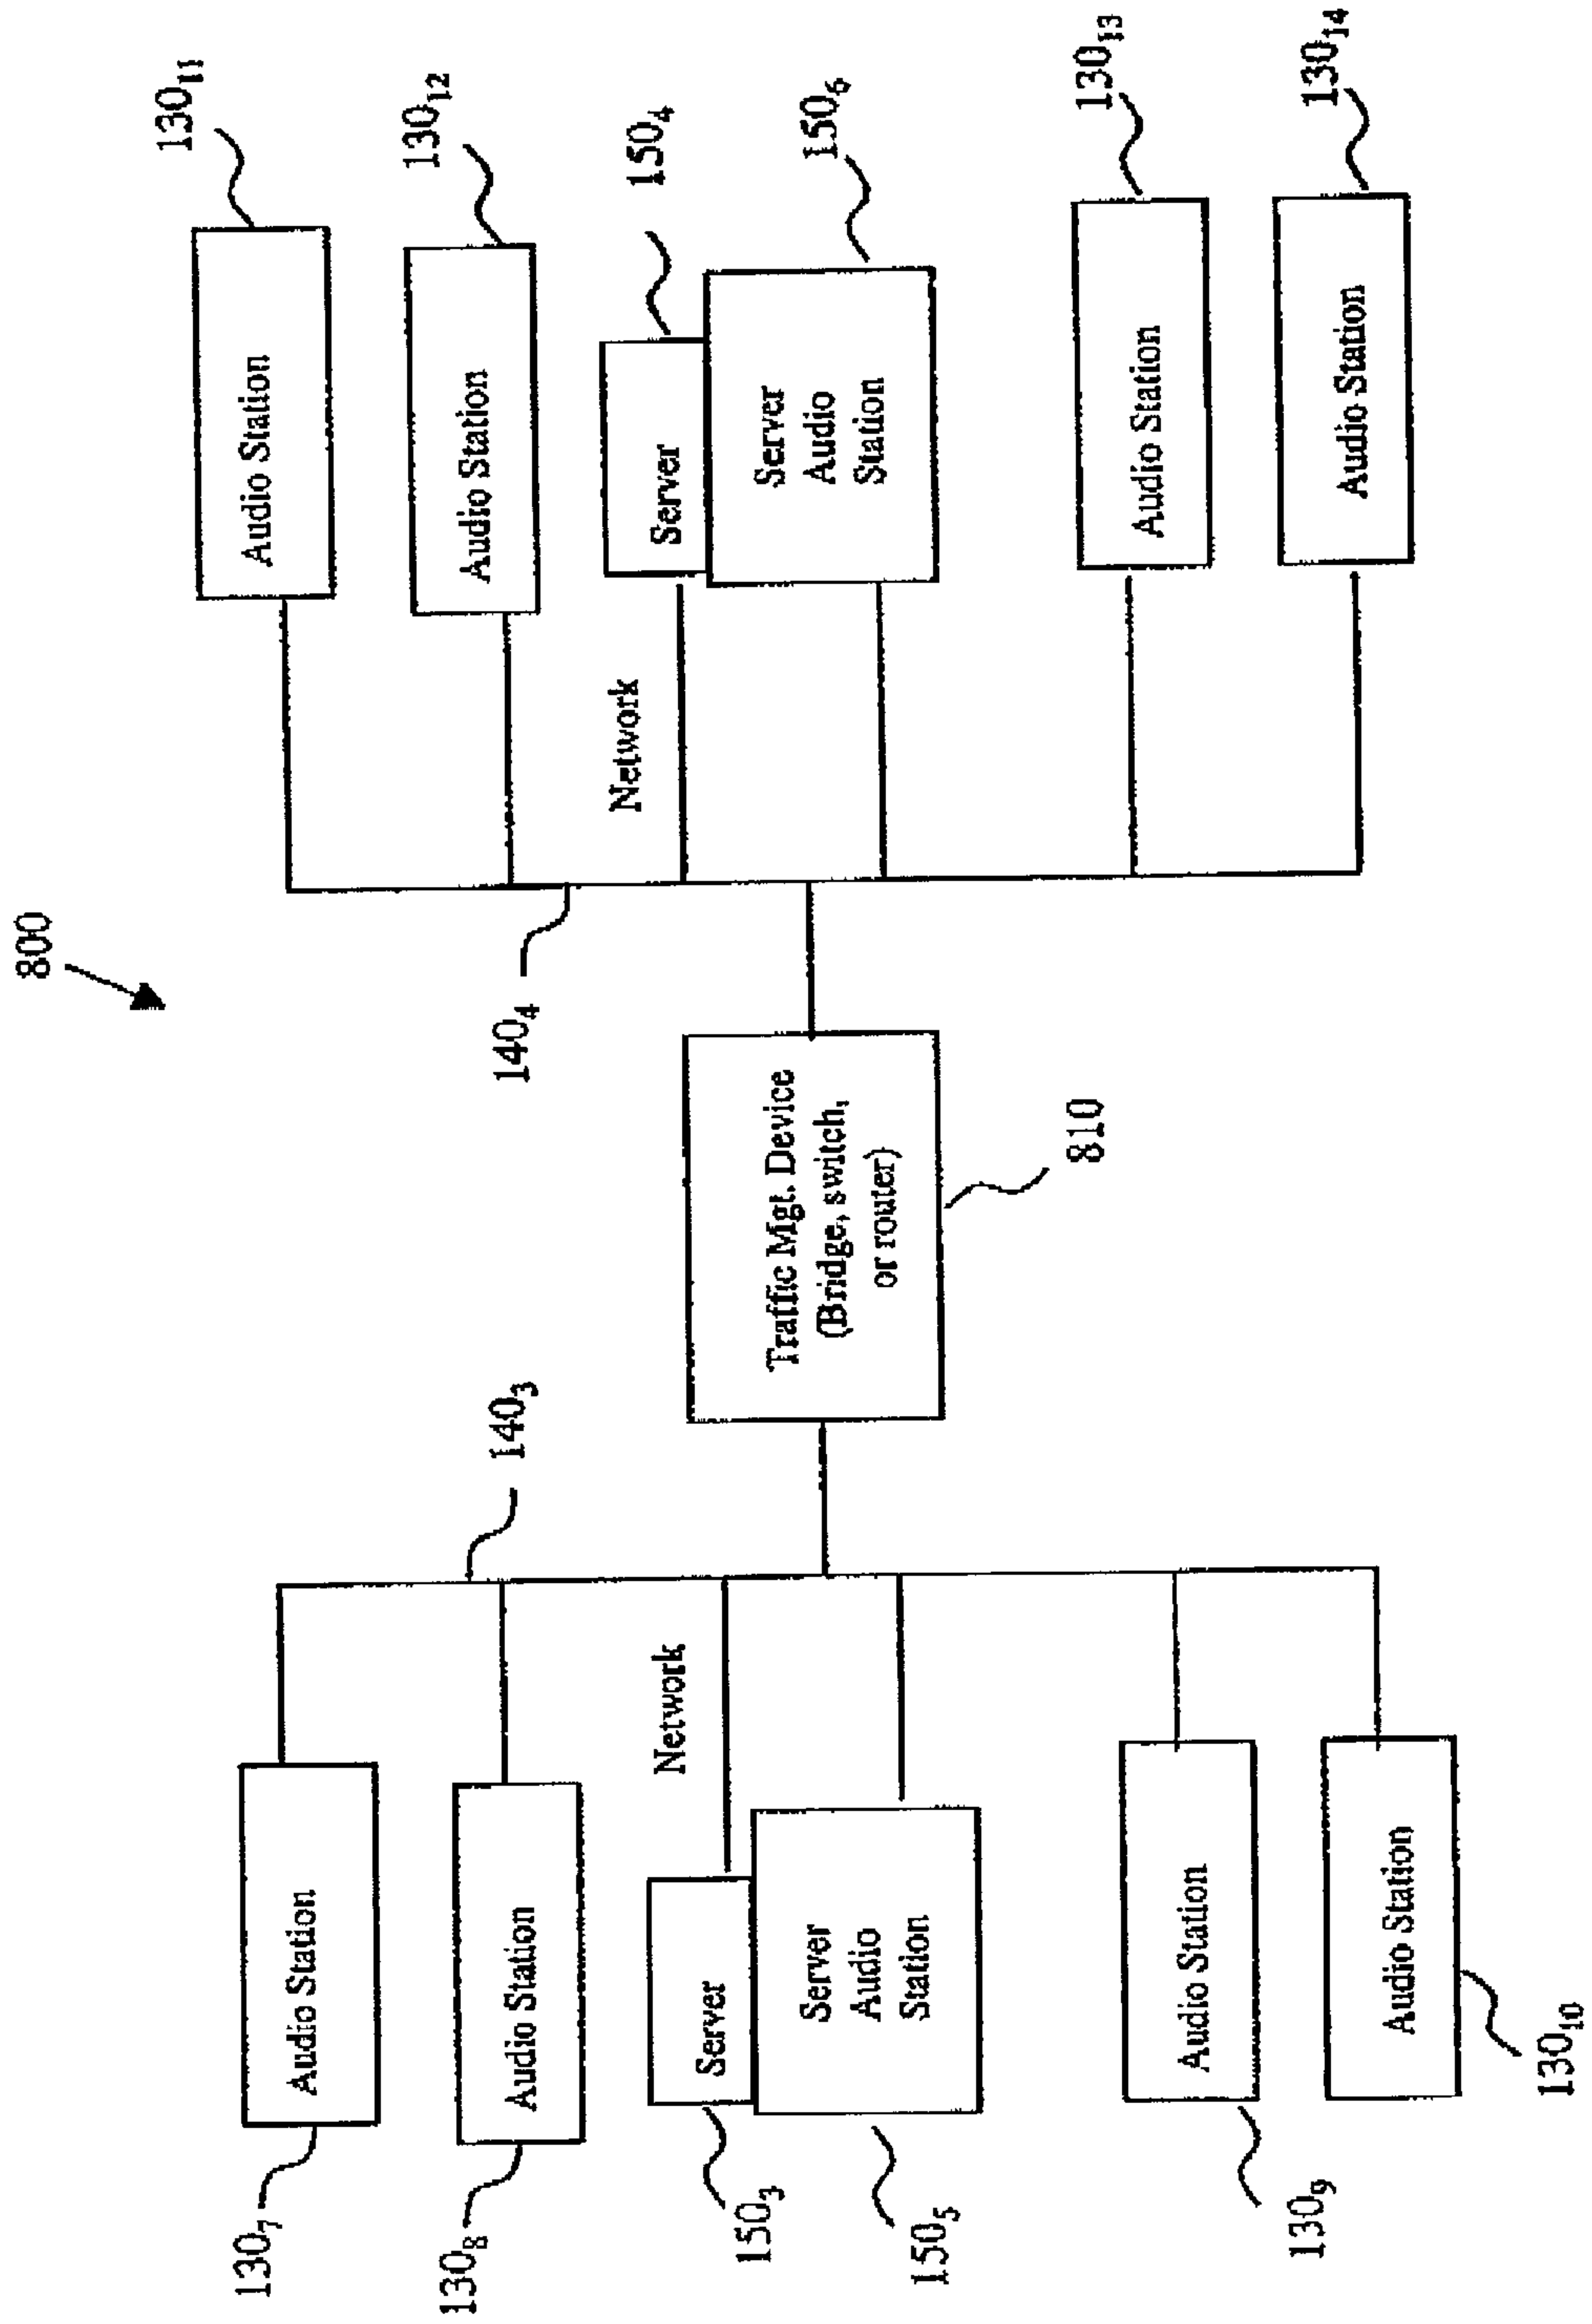 800
130₇
Audio Station
130₈
Audio Station
Network
150₃
Server
150₅
Server
Audio
Station
130₉
Audio Station
Audio Station
130₁₀
140₃
Traffic Mgt. Device
(Bridge, switch,
or router)
810
140₄
Audio Station
130₁₁
Audio Station
130₁₂
Network
Server
150₄
Server
Audio
Station
150₆
Audio Station
130₁₃
Audio Station
130₁₄